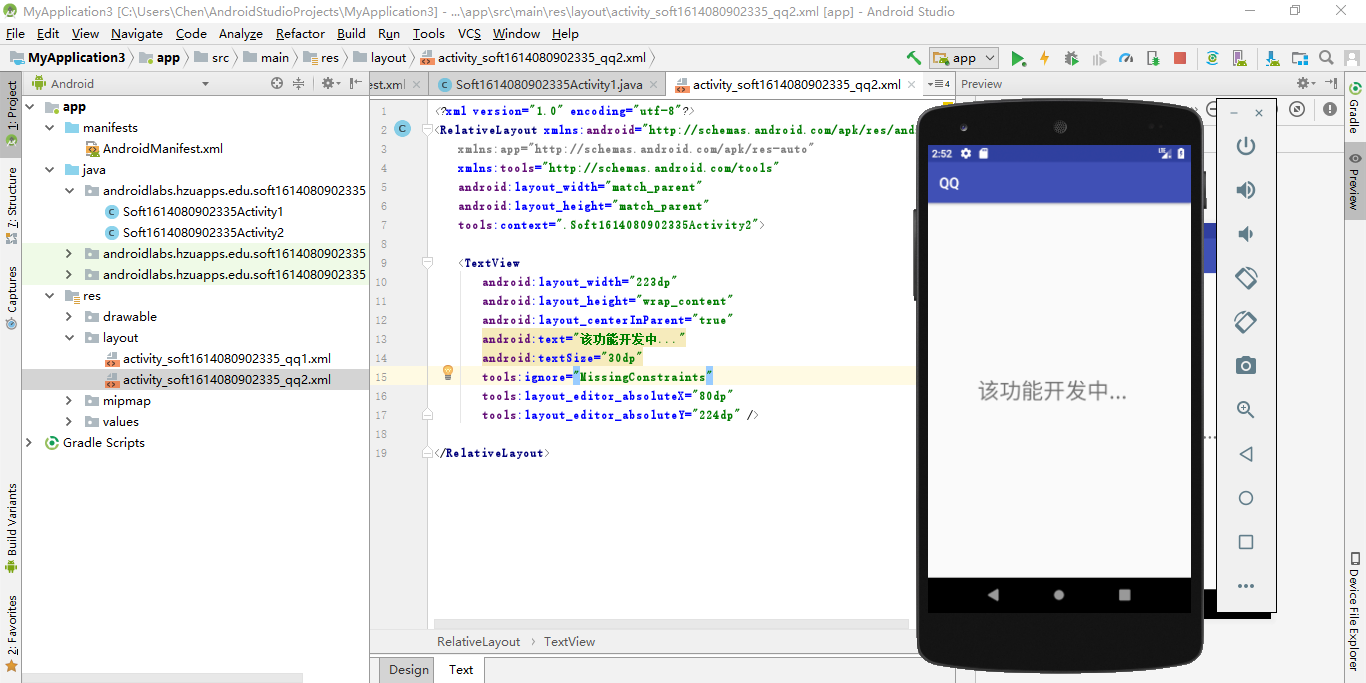 MyApplication3 [C:\Users\Chen\AndroidStudioProjects\MyApplication3] - ...\app\src\main\res\layout\activity_soft1614080902335_qq2.xml [app] - Android Studio
File Edit View Navigate Code Analyze Refactor Build Run Tools VCS Window Help
MyApplication3 app src main res layout activity_soft1614080902335_qq2.xml app
1: Project
Z: Structure
Captures
Build Variants
2: Favorites
Android
app
manifests
AndroidManifest.xml
java
androidlabs.hzuapps.edu.soft1614080902335
Soft1614080902335Activity1
Soft1614080902335Activity2
androidlabs.hzuapps.edu.soft1614080902335
androidlabs.hzuapps.edu.soft1614080902335
res
drawable
layout
activity_soft1614080902335_qq1.xml
activity_soft1614080902335_qq2.xml
mipmap
values
Gradle Scripts
est.xml Soft1614080902335Activity1.java activity_soft1614080902335_qq2.xml 4 Preview
1 <?xml version="1.0" encoding="utf-8"?>
2 <RelativeLayout xmlns:android="http://schemas.android.com/apk/res/and
3 xmlns:app="http://schemas.android.com/apk/res-auto"
4 xmlns:tools="http://schemas.android.com/tools"
5 android:layout_width="match_parent"
6 android:layout_height="match_parent"
7 tools:context=".Soft1614080902335Activity2">
8
9 <TextView
10 android:layout_width="223dp"
11 android:layout_height="wrap_content"
12 android:layout_centerInParent="true"
13 android:text="该功能开发中..."
14 android:textSize="30dp"
15 tools:ignore="MissingConstraints"
16 tools:layout_editor_absoluteX="80dp"
17 tools:layout_editor_absoluteY="224dp" />
18
19 </RelativeLayout>
RelativeLayout TextView
Design Text
2:52
QQ
该功能开发中...
Gradle
Preview
Device File Explorer